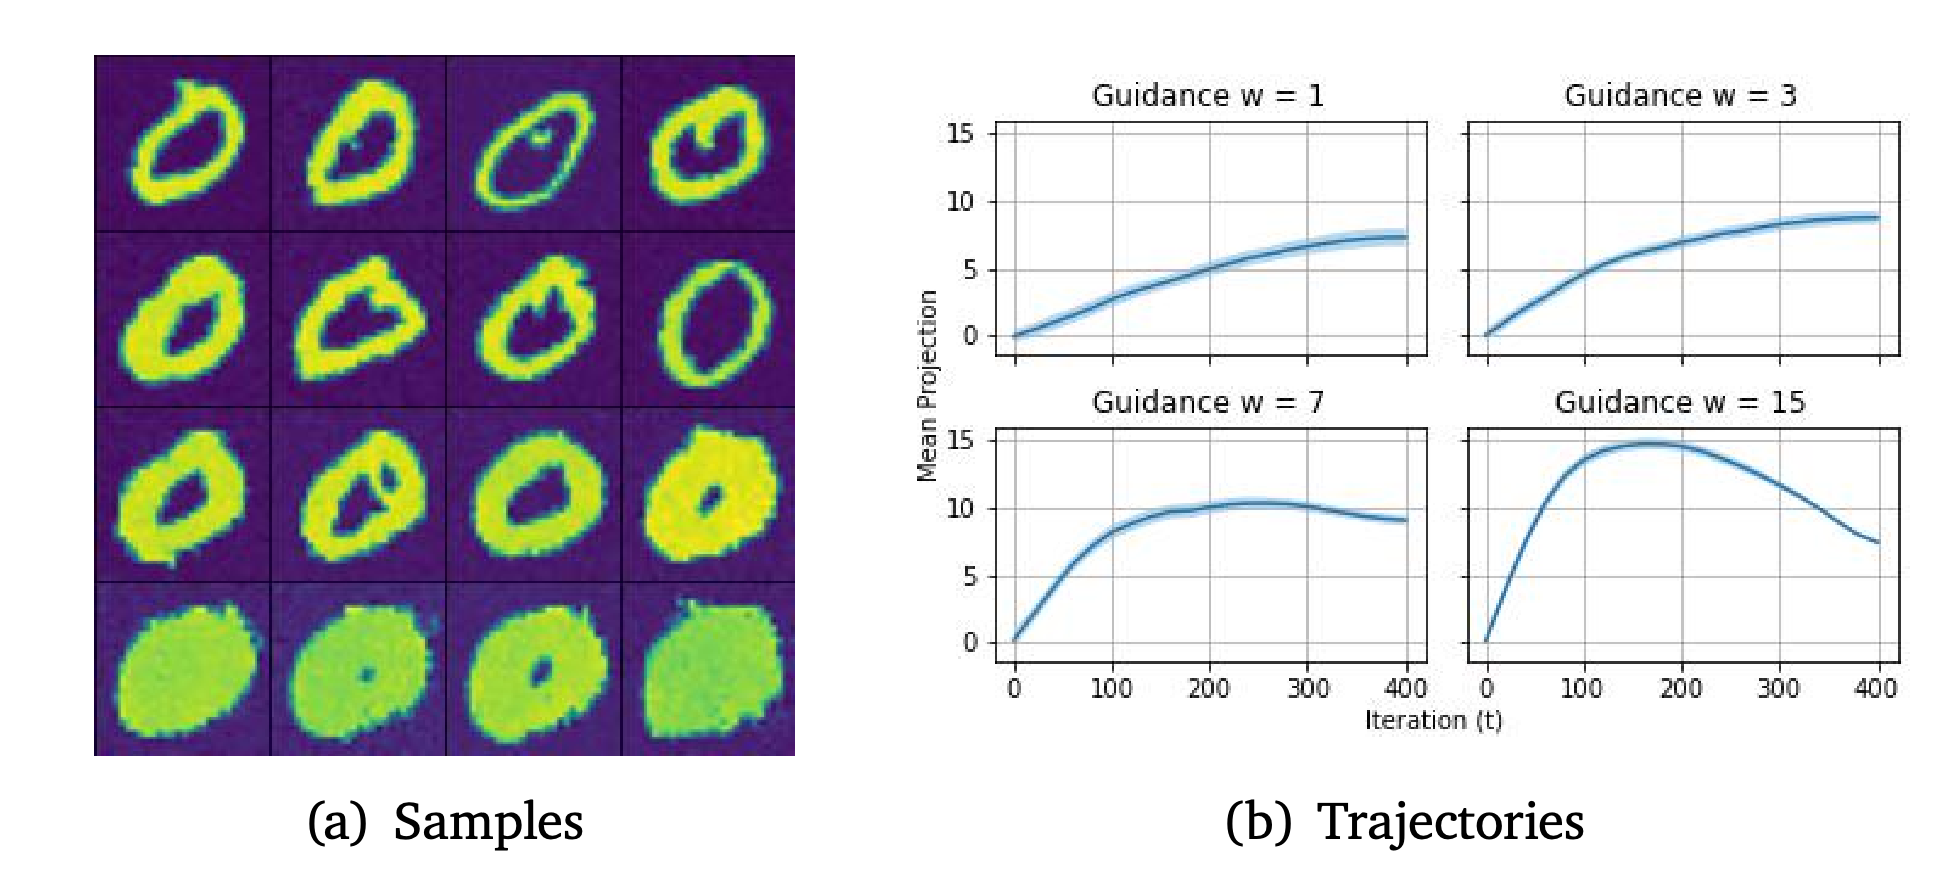 Guidance w = 1
Guidance w = 3
15
10
5
0
Guidance w = 7
Guidance w = 15
15
10
5
0
Mean Projection
0 100 200 300 400
0 100 200 300 400
Iteration (t)
(a) Samples
(b) Trajectories